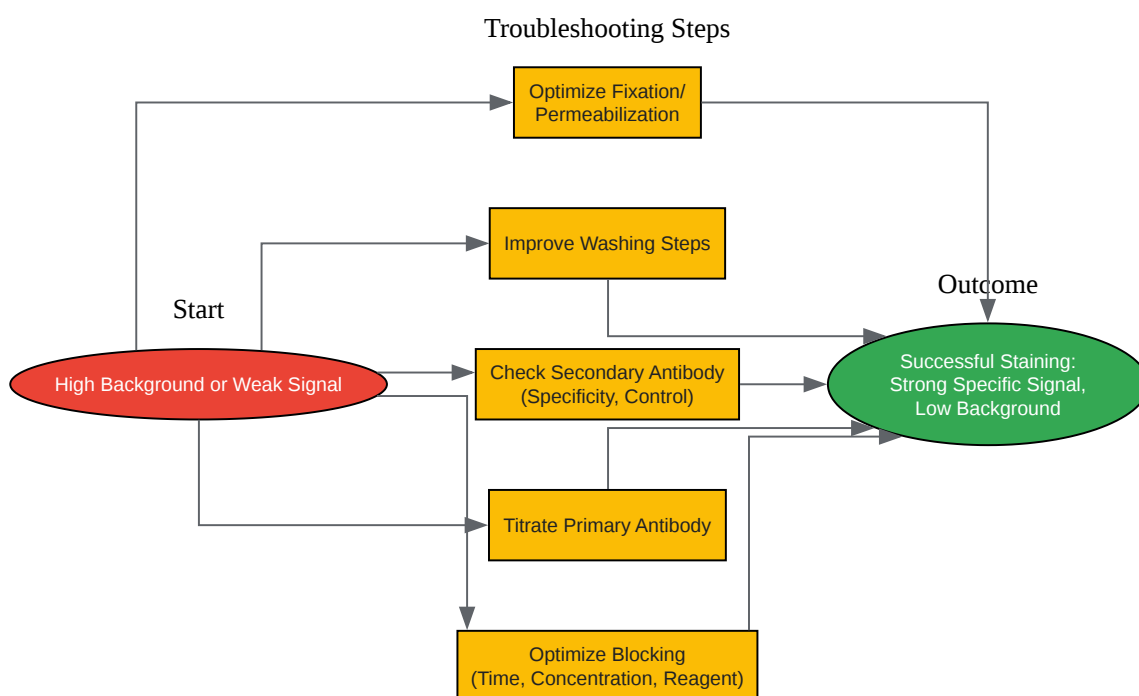 Troubleshooting Steps
Optimize Fixation/
Permeabilization
Improve Washing Steps
Start
Outcome
High Background or Weak Signal
Check Secondary Antibody
(Specificity, Control)
Successful Staining:
Strong Specific Signal,
Low Background
Titrate Primary Antibody
Optimize Blocking
(Time, Concentration, Reagent)